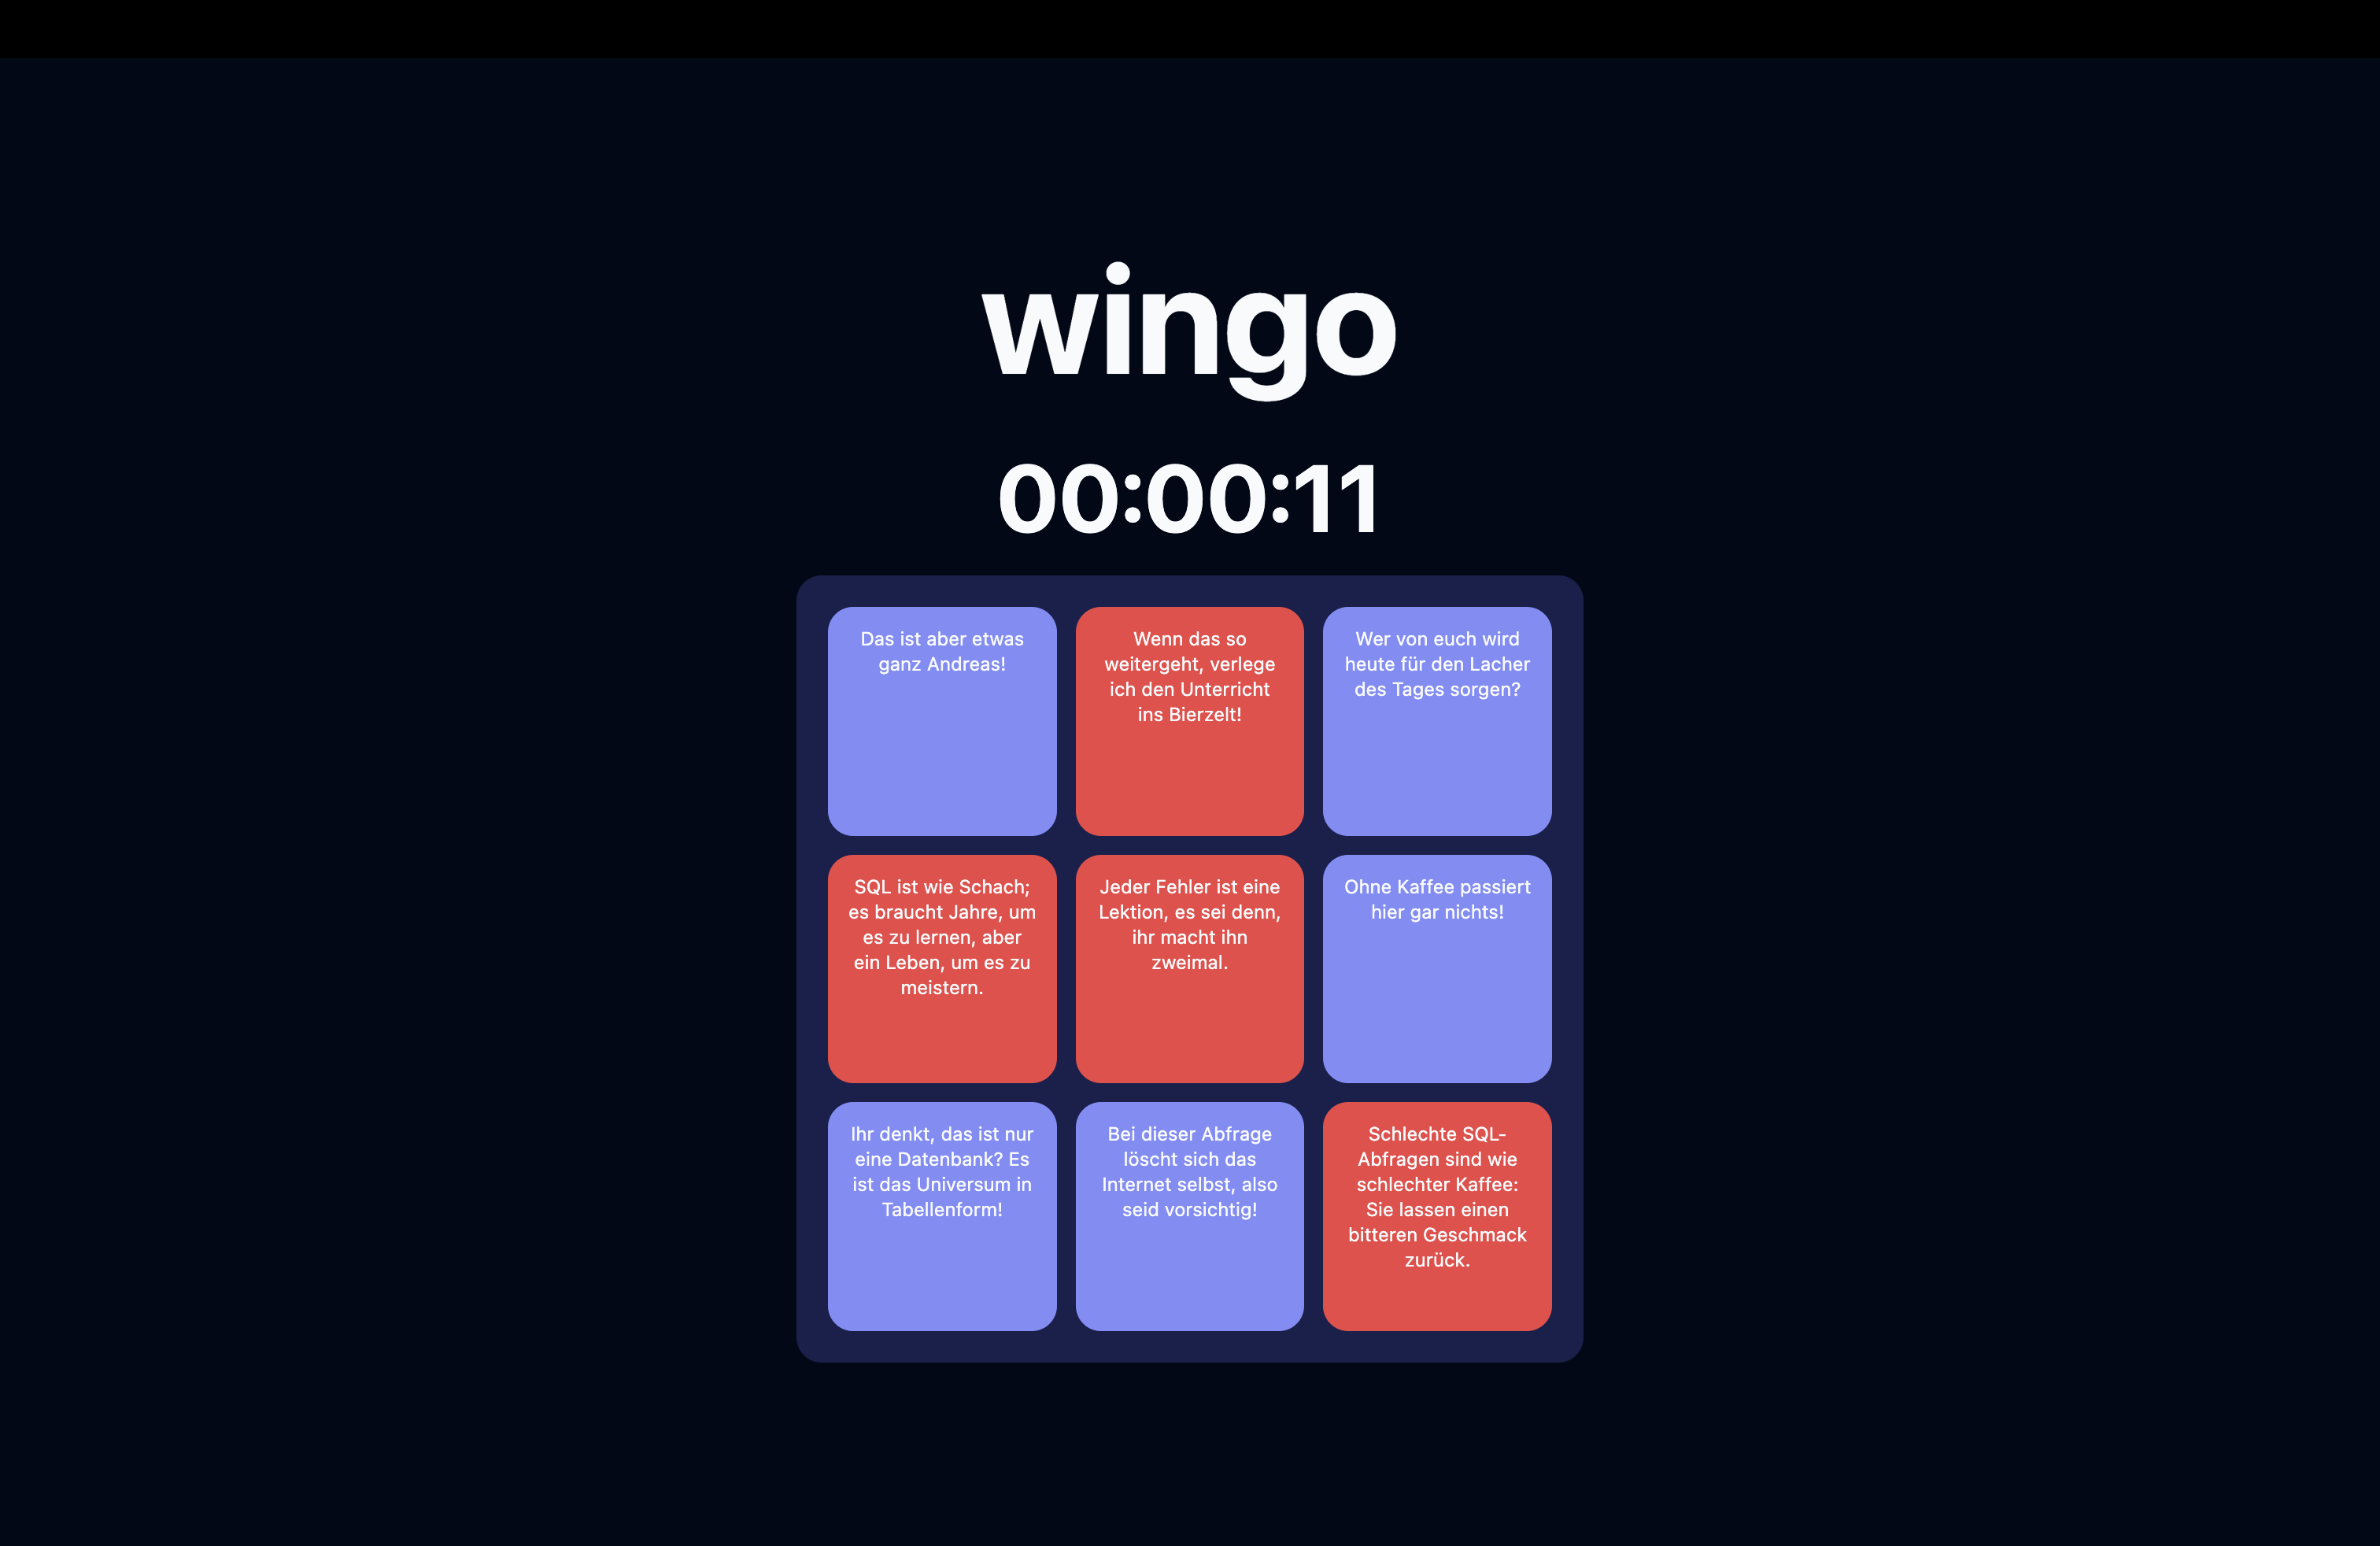 wingo
00:00:11
Das ist aber etwas
ganz Andreas!
Wenn das so
weitergeht, verlege
ich den Unterricht
ins Bierzelt!
Wer von euch wird
heute für den Lacher
des Tages sorgen?
SQL ist wie Schach;
es braucht Jahre, um
es zu lernen, aber
ein Leben, um es zu
meistern.
Jeder Fehler ist eine
Lektion, es sei denn,
ihr macht ihn
zweimal.
Ohne Kaffee passiert
hier gar nichts!
Ihr denkt, das ist nur
eine Datenbank? Es
ist das Universum in
Tabellenform!
Bei dieser Abfrage
löscht sich das
Internet selbst, also
seid vorsichtig!
Schlechte SQL-
Abfragen sind wie
schlechter Kaffee:
Sie lassen einen
bitteren Geschmack
zurück.